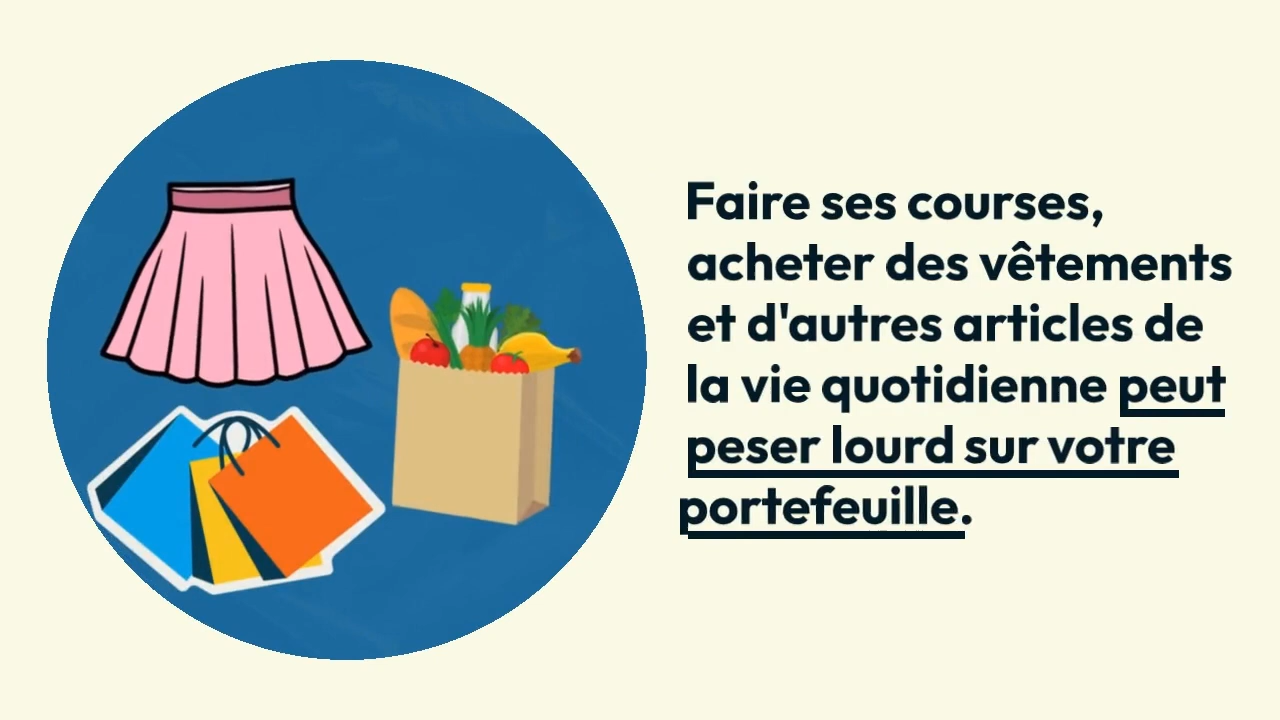 Faire ses courses,
acheter des vêtements
et d'autres articles de
la vie quotidienne peut
peser lourd sur votre
portefeuille.